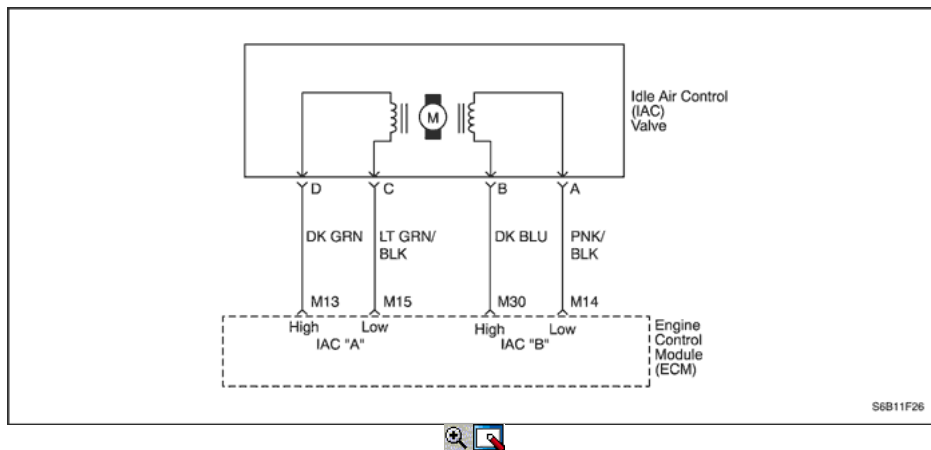 Idle Air Control
(IAC)
Valve
M
D
C
B
A
DK GRN
LT GRN/
BLK
DK BLU
PNK/
BLK
M13
M15
M30
M14
High
Low
IAC "A"
High
Low
IAC "B"
Engine
Control
Module
(ECM)
S6B11F26